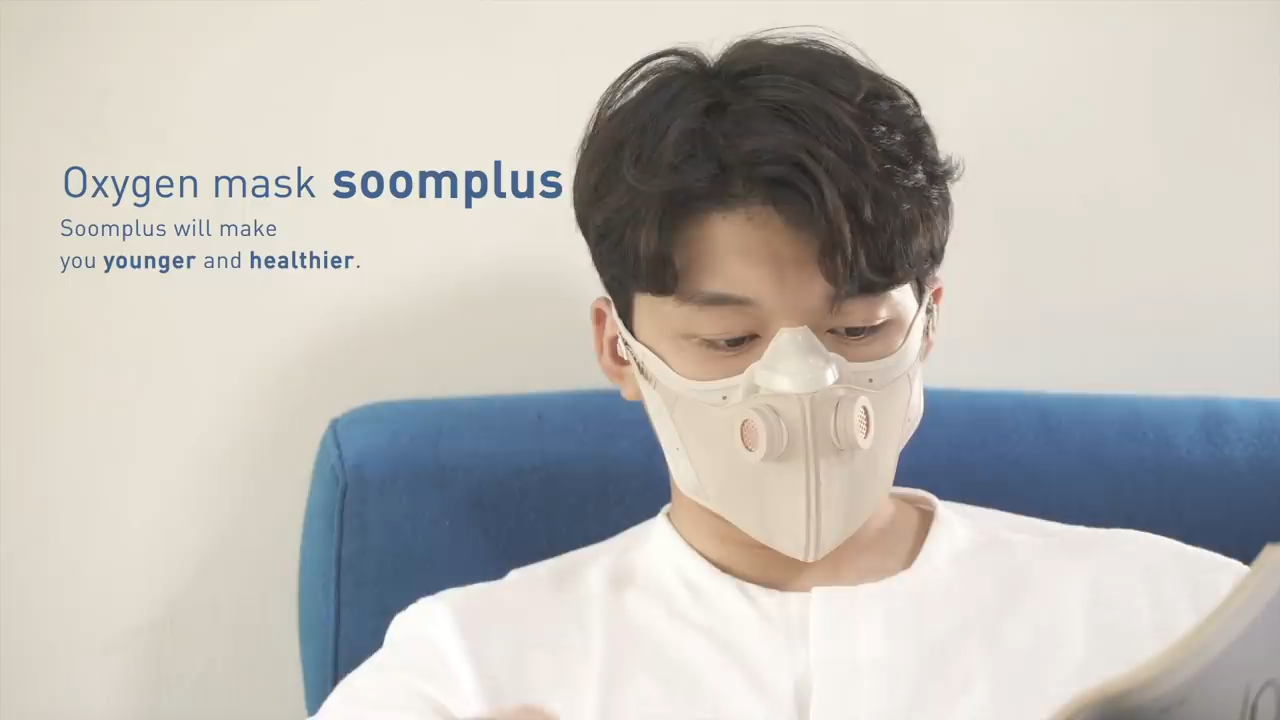 Oxygen mask soomplus
Soomplus will make
you younger and healthier.